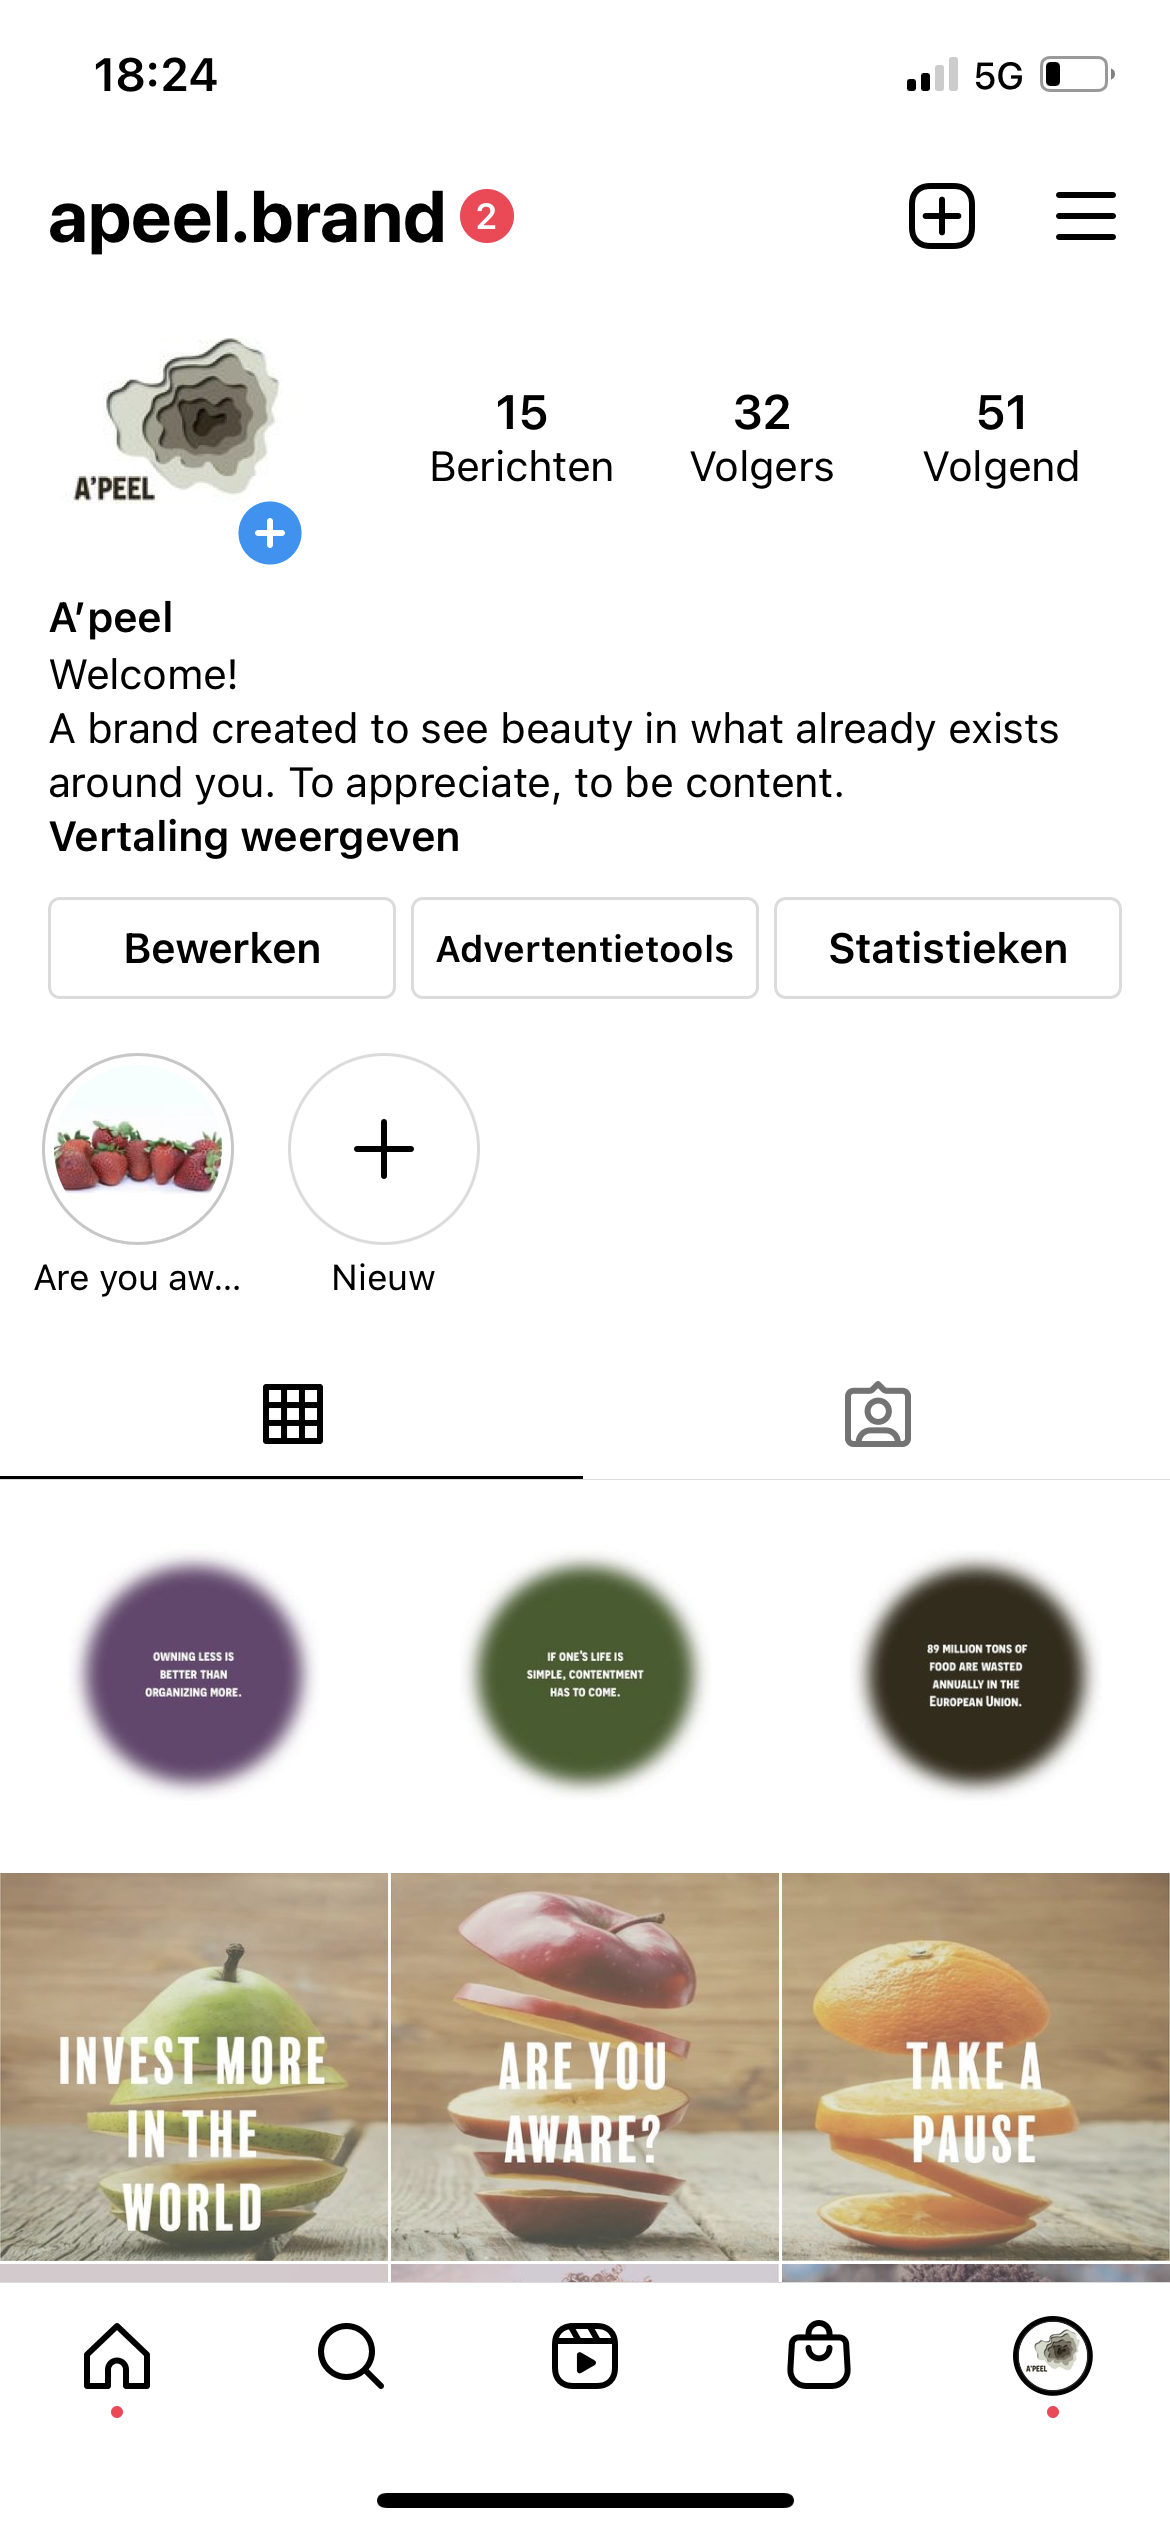 18:24
5G
apeel.brand 2
A'PEEL
15 32 51
Berichten Volgers Volgend
A'peel
Welcome!
A brand created to see beauty in what already exists
around you. To appreciate, to be content.
Vertaling weergeven
Bewerken Advertentietools Statistieken
Are you aw... Nieuw
OWNING LESS IS
BETTER THAN
ORGANIZING MORE.
IF ONE'S LIFE IS
SIMPLE, CONTENTMENT
HAS TO COME.
89 MILLION TONS OF
FOOD ARE WASTED
ANNUALLY IN THE
EUROPEAN UNION.
INVEST MORE
IN THE
WORLD
ARE YOU
AWARE?
TAKE A
PAUSE
A'PEEL